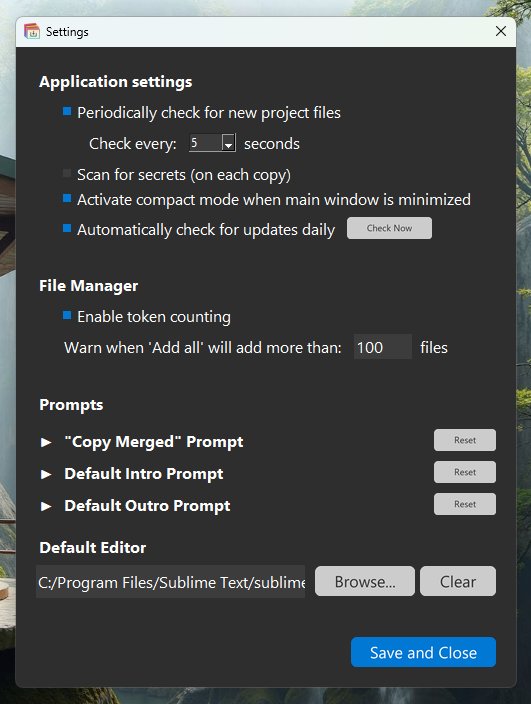 Settings
Application settings
Periodically check for new project files
Check every: 5 seconds
Scan for secrets (on each copy)
Activate compact mode when main window is minimized
Automatically check for updates daily Check Now
File Manager
Enable token counting
Warn when 'Add all' will add more than: 100 files
Prompts
"Copy Merged" Prompt Reset
Default Intro Prompt Reset
Default Outro Prompt Reset
Default Editor
C:/Program Files/Sublime Text/sublime Browse... Clear
Save and Close